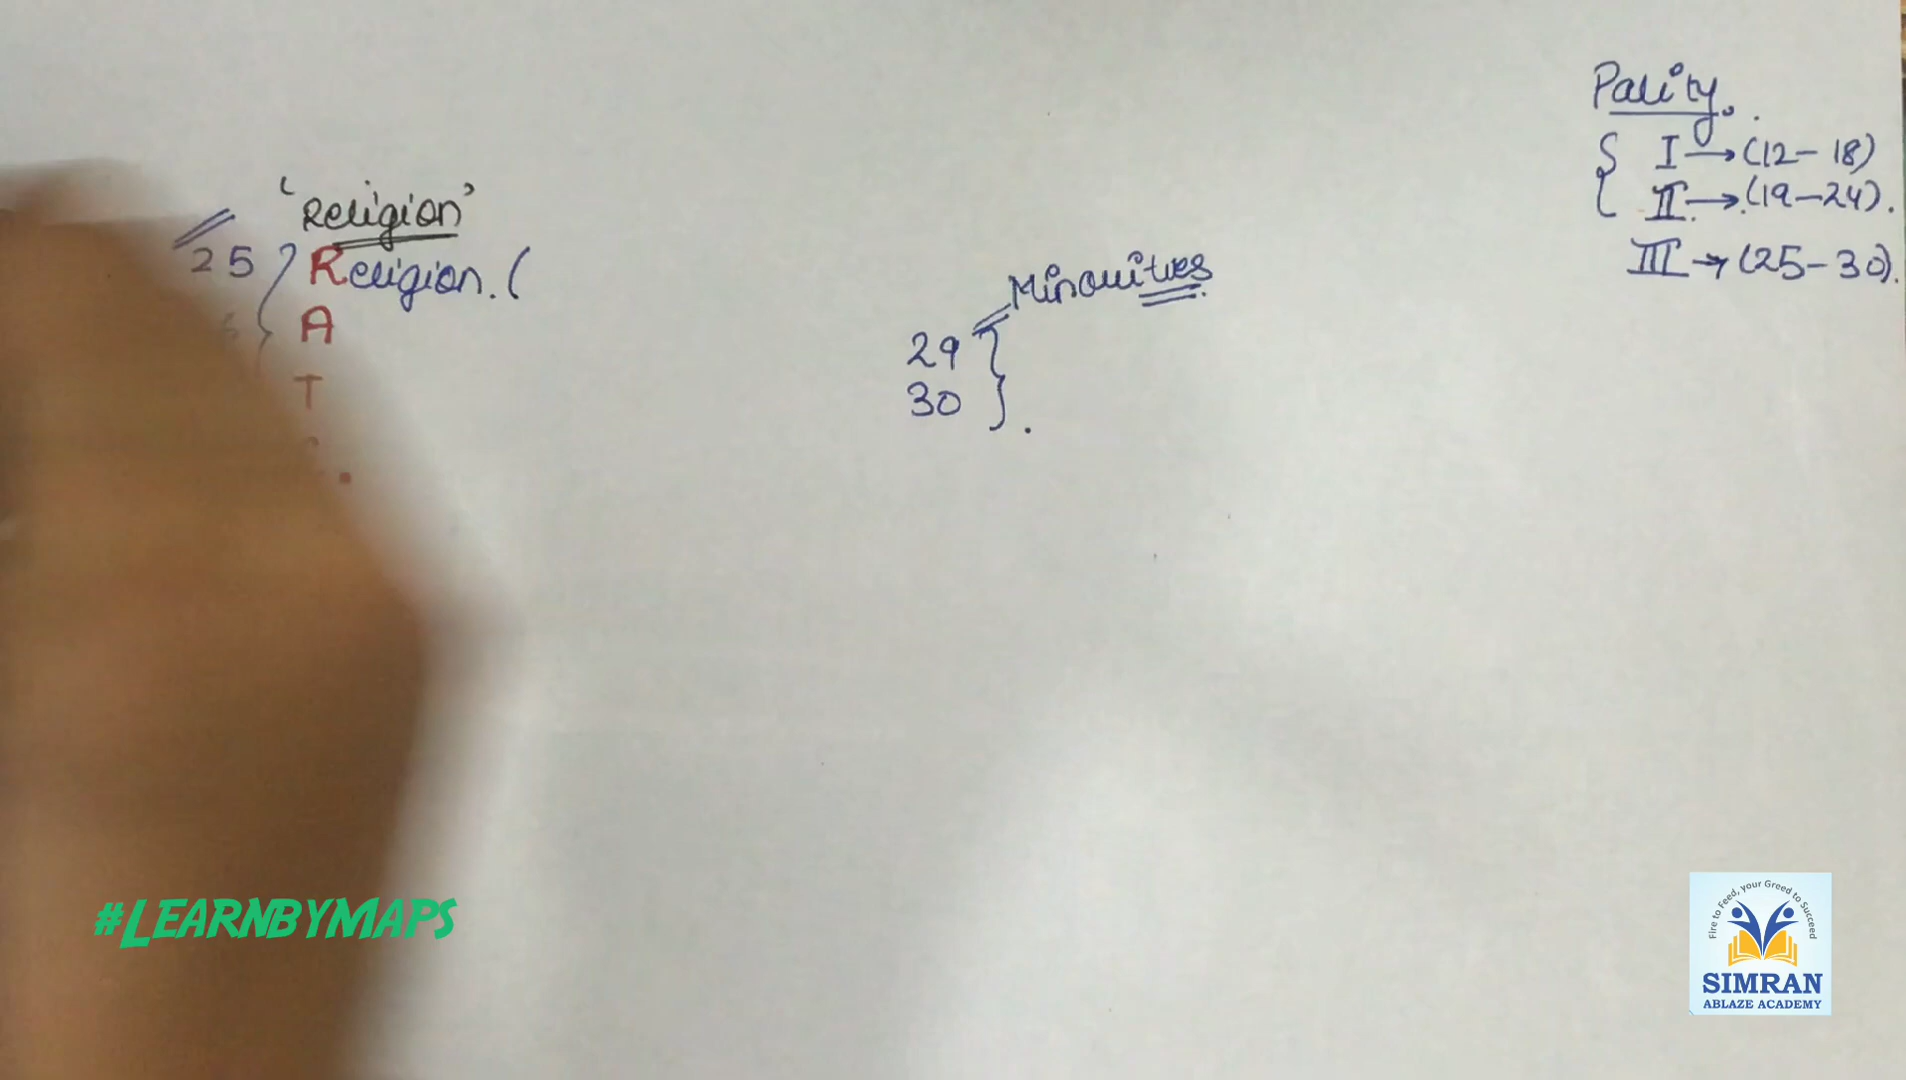 Polity.
I → (12-18)
II → (19-24).
III → (25-30).
'Religion'
25 } Religion. (
A
T
Minorities
29
30 } .
#LEARNBYMAPS
Fire to Feed, your Greed to Succeed
SIMRAN
ABLAZE ACADEMY